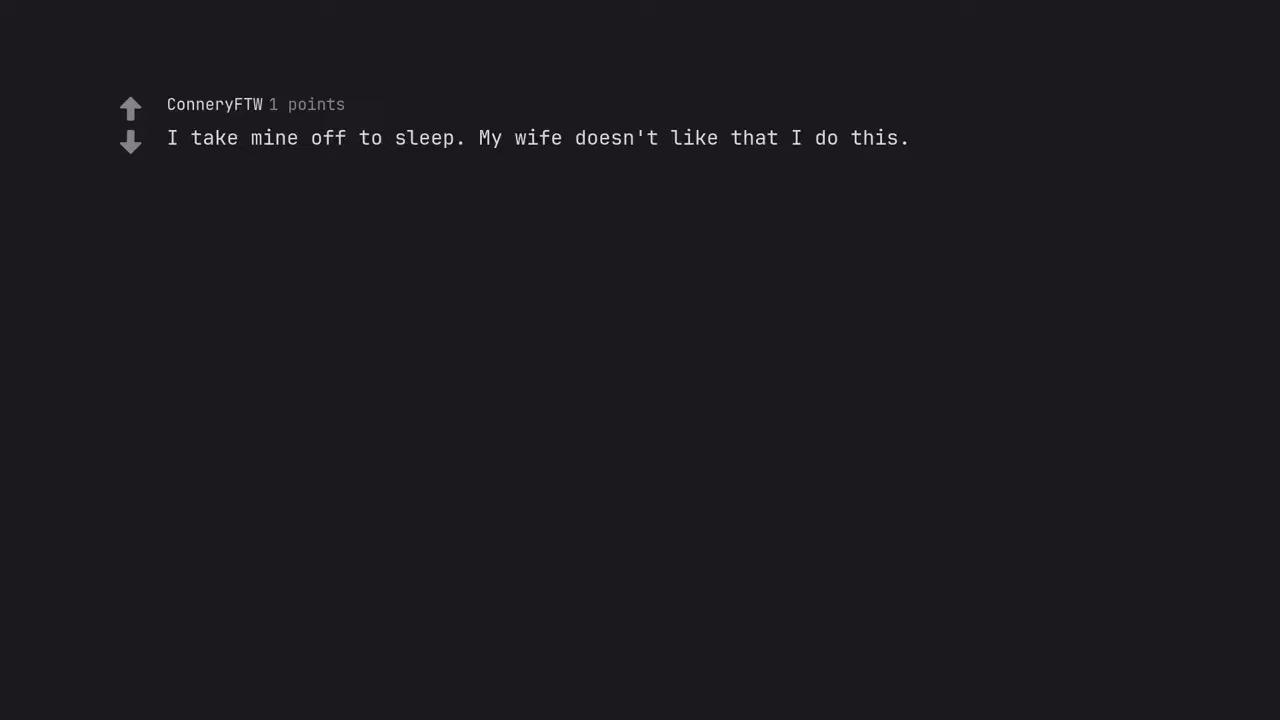 ConneryFTW 1 points
I take mine off to sleep. My wife doesn't like that I do this.